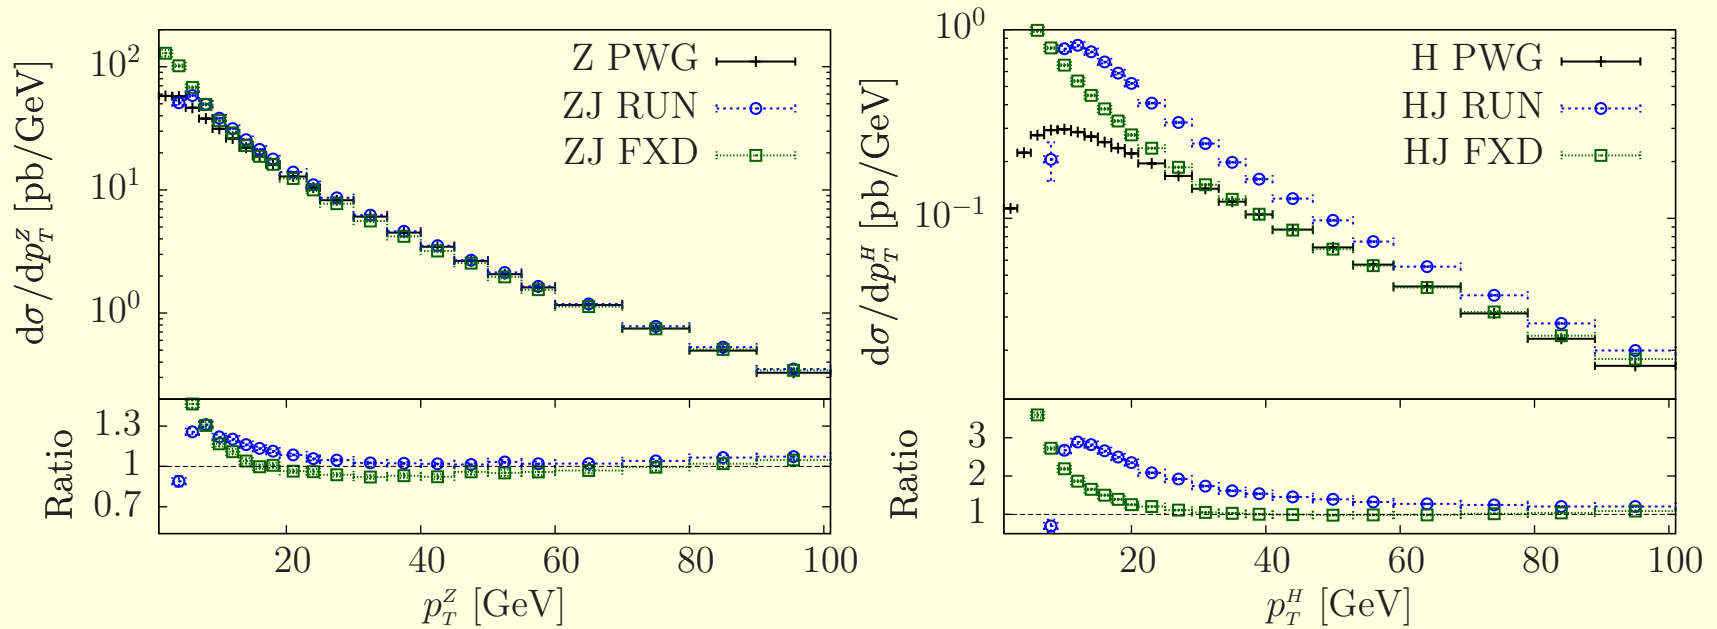 dσ/dp_T^Z [pb/GeV]
10^2
10^1
10^0
Z PWG
ZJ RUN
ZJ FXD
Ratio
1.3
1
0.7
20 40 60 80 100
p_T^Z [GeV]
dσ/dp_T^H [pb/GeV]
10^0
10^-1
H PWG
HJ RUN
HJ FXD
Ratio
3
2
1
20 40 60 80 100
p_T^H [GeV]